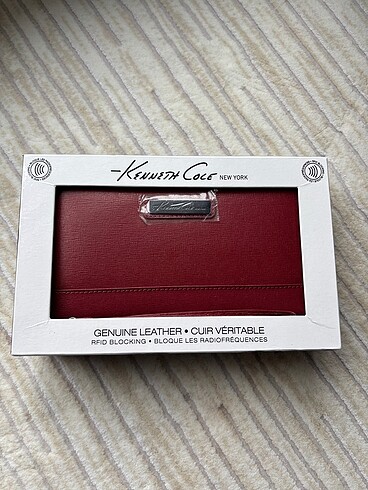 KENNETH COLE NEW YORK
GENUINE LEATHER • CUIR VÉRITABLE
RFID BLOCKING • BLOQUE LES RADIOFRÉQUENCES